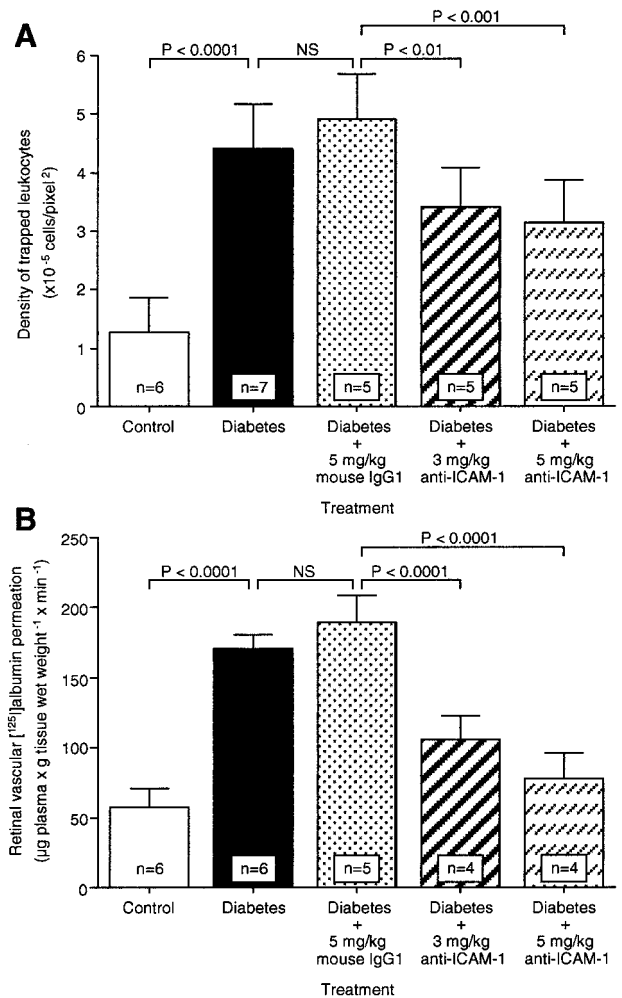 A
P < 0.001
P < 0.0001
NS
P < 0.01
Density of trapped leukocytes
(x10 -5 cells/pixel 2)
6
5
4
3
2
1
0
n=6
n=7
n=5
n=5
n=5
Control
Diabetes
Diabetes
+
5 mg/kg
mouse IgG1
Diabetes
+
3 mg/kg
anti-ICAM-1
Diabetes
+
5 mg/kg
anti-ICAM-1
Treatment
B
P < 0.0001
P < 0.0001
NS
P < 0.0001
Retinal vascular [125I]albumin permeation
(µg plasma x g tissue wet weight -1 x min -1)
250
200
150
100
50
0
n=6
n=6
n=5
n=4
n=4
Control
Diabetes
Diabetes
+
5 mg/kg
mouse IgG1
Diabetes
+
3 mg/kg
anti-ICAM-1
Diabetes
+
5 mg/kg
anti-ICAM-1
Treatment